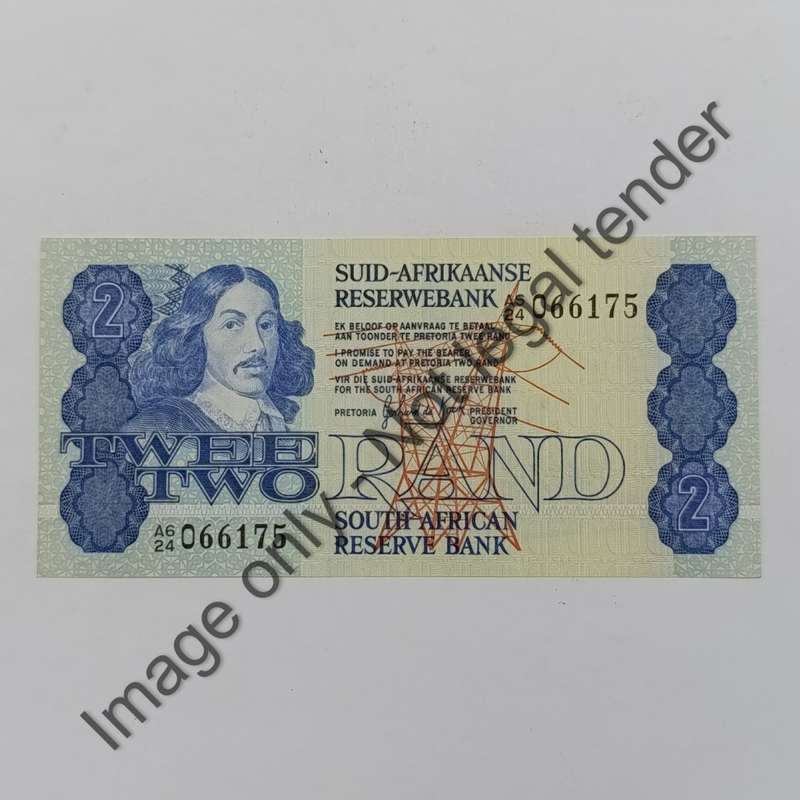 2
SUID-AFRIKAANSE
RESERWEBANK
A5/24 066175
EK BELOOF OP AANVRAAG TE BETAAL
AAN TOONDER TE PRETORIA TWEE RAND
I PROMISE TO PAY THE BEARER
ON DEMAND AT PRETORIA TWO RAND
VIR DIE SUID-AFRIKAANSE RESERWEBANK
FOR THE SOUTH AFRICAN RESERVE BANK
PRETORIA PRESIDENT
GOVERNOR
TWEE
TWO
RAND
2
A6/24 066175
SOUTH AFRICAN
RESERVE BANK
Image only - Not legal tender